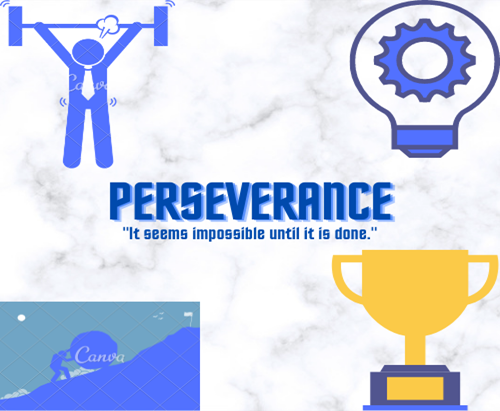 Canva
PERSEVERANCE
"It seems impossible until it is done."
Canva